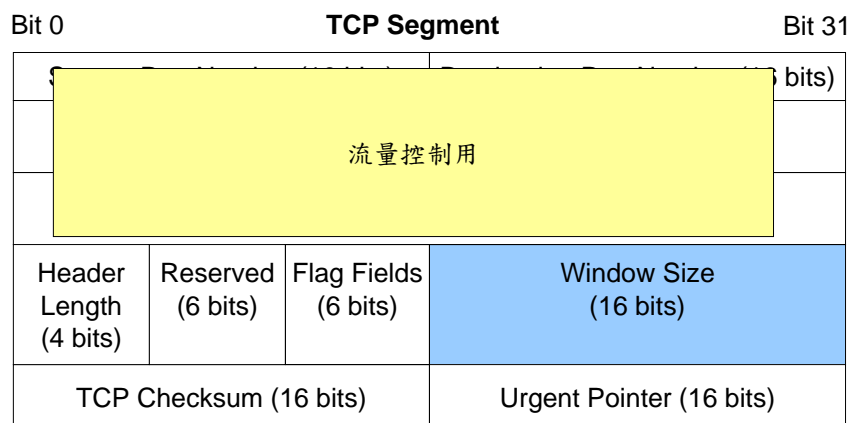 Bit 0 TCP Segment Bit 31
bits)
流量控制用
Header Reserved Flag Fields Window Size
Length (6 bits) (6 bits) (16 bits)
(4 bits)
TCP Checksum (16 bits) Urgent Pointer (16 bits)